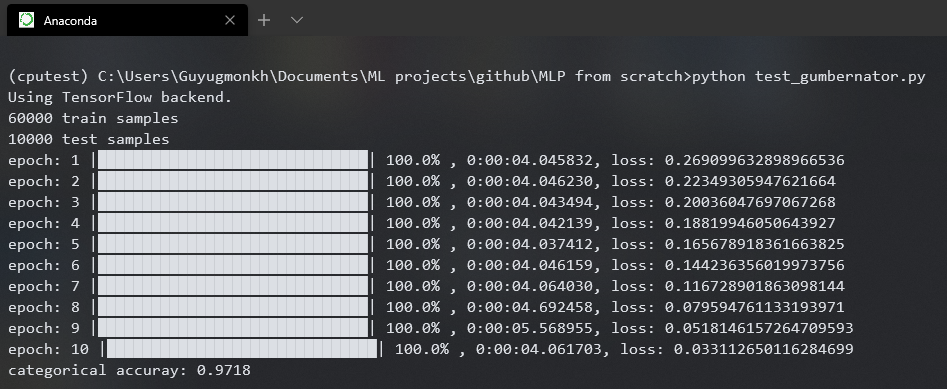 Anaconda
(cputest) C:\Users\Guyugmonkh\Documents\ML projects\github\MLP from scratch>python test_gumbernator.py
Using TensorFlow backend.
60000 train samples
10000 test samples
epoch: 1 |██████████████████████████████| 100.0% , 0:00:04.045832, loss: 0.269099632898966536
epoch: 2 |██████████████████████████████| 100.0% , 0:00:04.046230, loss: 0.22349305947621664
epoch: 3 |██████████████████████████████| 100.0% , 0:00:04.043494, loss: 0.20036047697067268
epoch: 4 |██████████████████████████████| 100.0% , 0:00:04.042139, loss: 0.18819946050643927
epoch: 5 |██████████████████████████████| 100.0% , 0:00:04.037412, loss: 0.1656789183616638​25
epoch: 6 |██████████████████████████████| 100.0% , 0:00:04.046159, loss: 0.144236356019973756
epoch: 7 |██████████████████████████████| 100.0% , 0:00:04.064030, loss: 0.116728901863098144
epoch: 8 |██████████████████████████████| 100.0% , 0:00:04.692458, loss: 0.0795947611331939​71
epoch: 9 |██████████████████████████████| 100.0% , 0:00:05.568955, loss: 0.0518146157264709593
epoch: 10 |██████████████████████████████| 100.0% , 0:00:04.061703, loss: 0.033112650116284699
categorical accuray: 0.9718